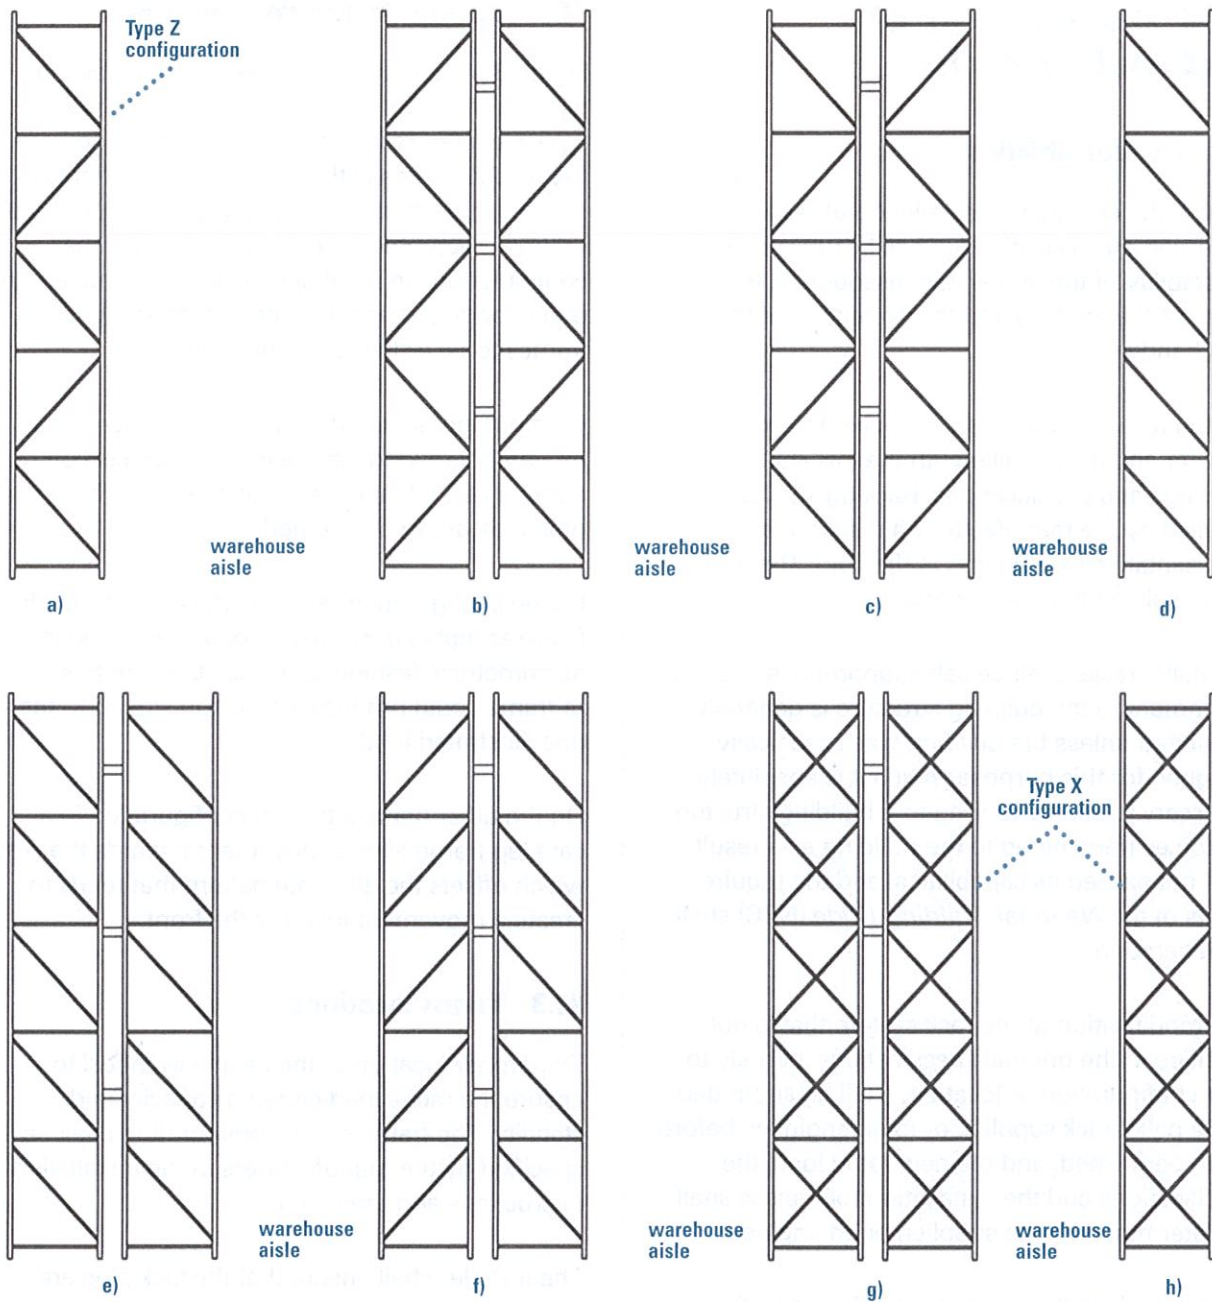 Type Z
configuration
warehouse
aisle
warehouse
aisle
warehouse
aisle
a)
b)
c)
d)
Type X
configuration
warehouse
aisle
warehouse
aisle
warehouse
aisle
e)
f)
g)
h)